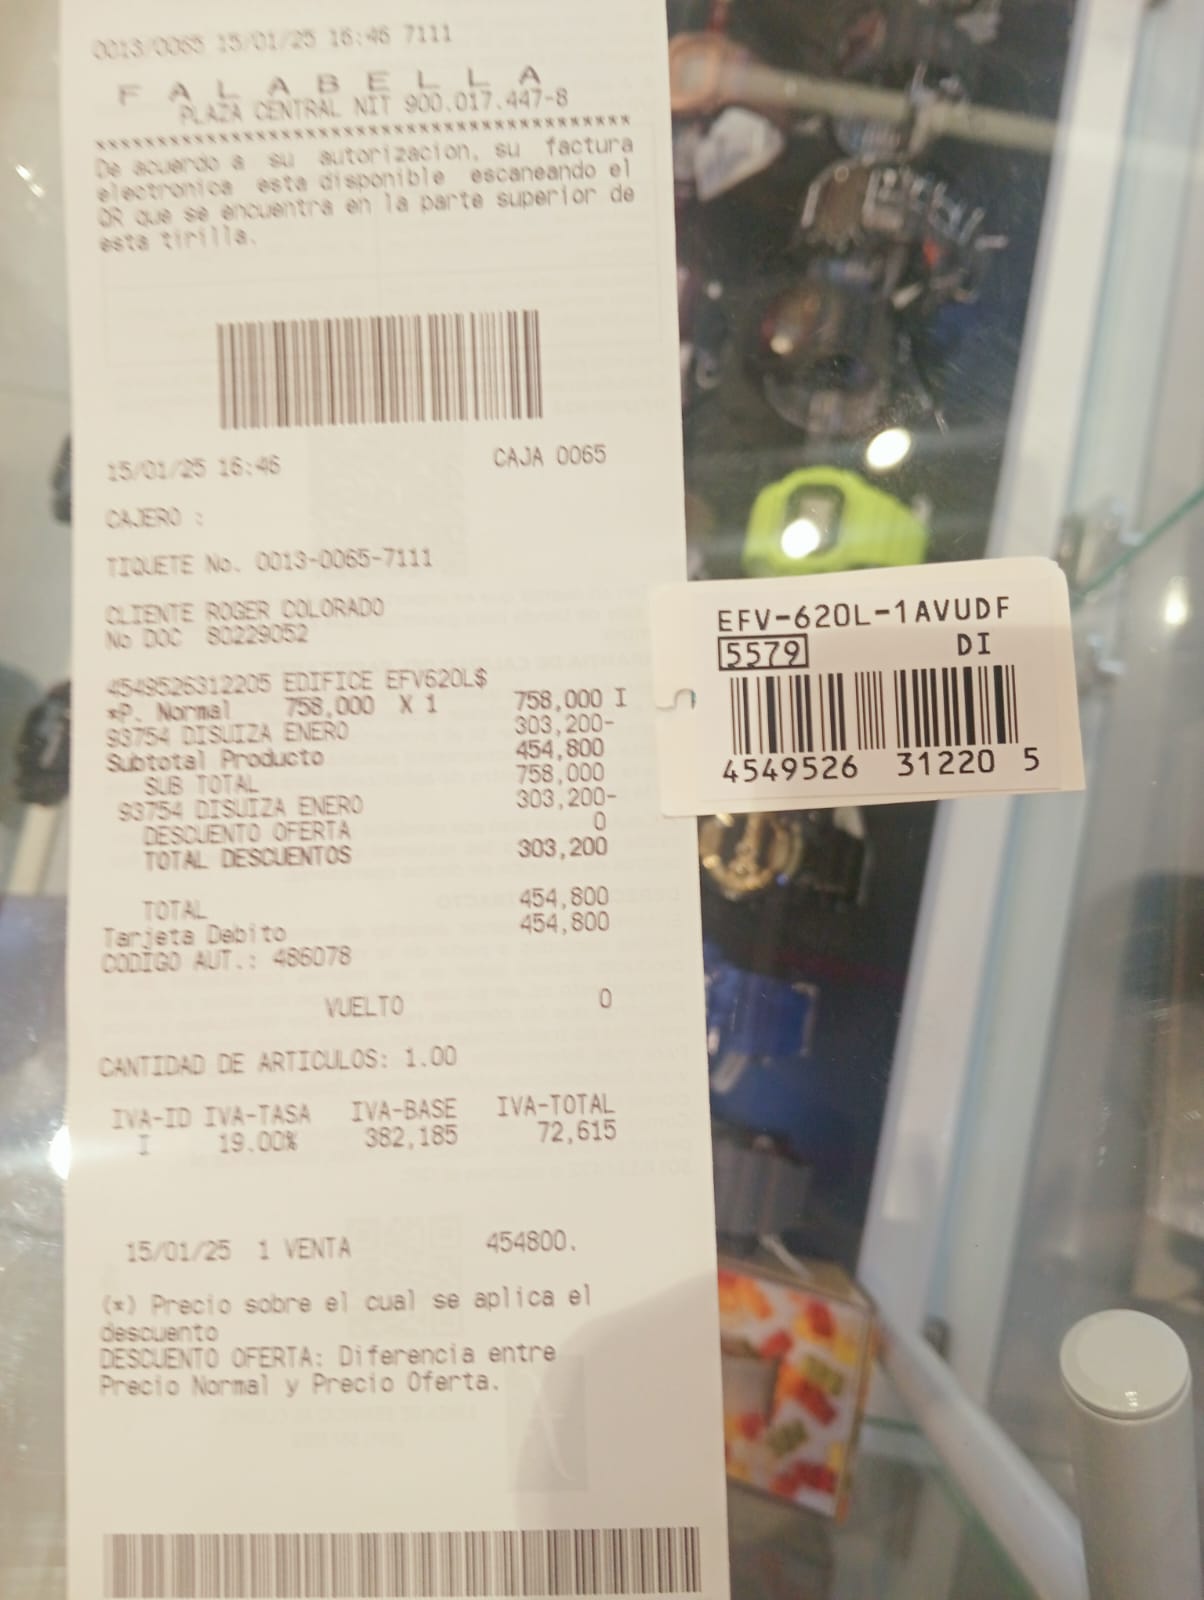 0013/0065 15/01/25 16:46 7111
FALABELLA
PLAZA CENTRAL NIT 900.017.447-8
****************************************
De acuerdo a su autorizacion, su factura
electronica esta disponible escaneando el
QR que se encuentra en la parte superior de
esta tirilla.
15/01/25 16:46 CAJA 0065
CAJERO :
TIQUETE No. 0013-0065-7111
CLIENTE ROGER COLORADO
No DOC 80229052
4549526312205 EDIFICE EFV620L$
*P. Normal 758,000 X 1 758,000 I
93754 DISUIZA ENERO 303,200-
Subtotal Producto 454,800
SUB TOTAL 758,000
93754 DISUIZA ENERO 303,200-
DESCUENTO OFERTA 0
TOTAL DESCUENTOS 303,200
TOTAL 454,800
Tarjeta Debito 454,800
CODIGO AUT.: 486078
VUELTO 0
CANTIDAD DE ARTICULOS: 1.00
IVA-ID IVA-TASA IVA-BASE IVA-TOTAL
I 19.00% 382,185 72,615
15/01/25 1 VENTA 454800.
(*) Precio sobre el cual se aplica el
descuento
DESCUENTO OFERTA: Diferencia entre
Precio Normal y Precio Oferta.
EFV-620L-1AVUDF
5579 DI
4549526 31220 5